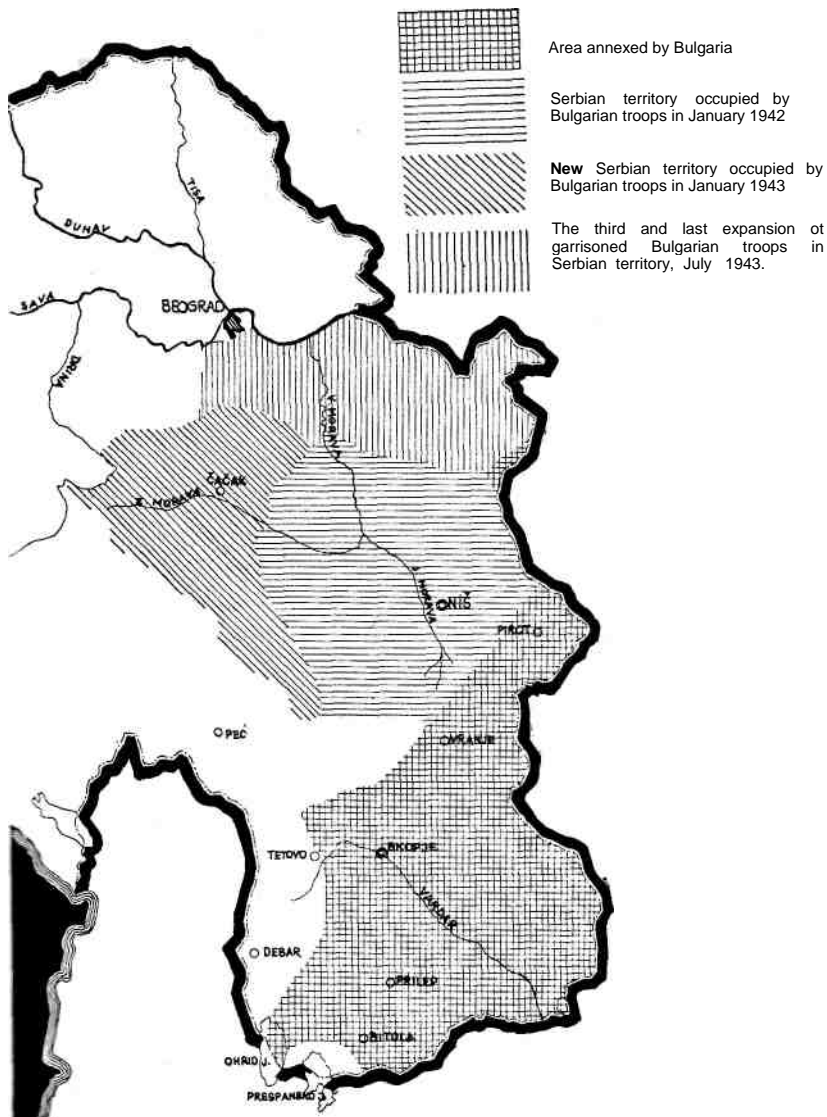 Area annexed by Bulgaria
Serbian territory occupied by
Bulgarian troops in January 1942
New Serbian territory occupied by
Bulgarian troops in January 1943
The third and last expansion ot
garrisoned Bulgarian troops in
Serbian territory, July 1943.
TISA
DUNAV
SAVA
BEOGRAD
DRINA
V. MORAVA
ČAČAK
Z. MORAVA
J. MORAVA
NIŠ
PIROT
PEĆ
VRANJE
TETOVO
SKOPJE
VARDAR
DEBAR
PRILEP
BITOLA
OHRID J.
PRESPANSKO J.